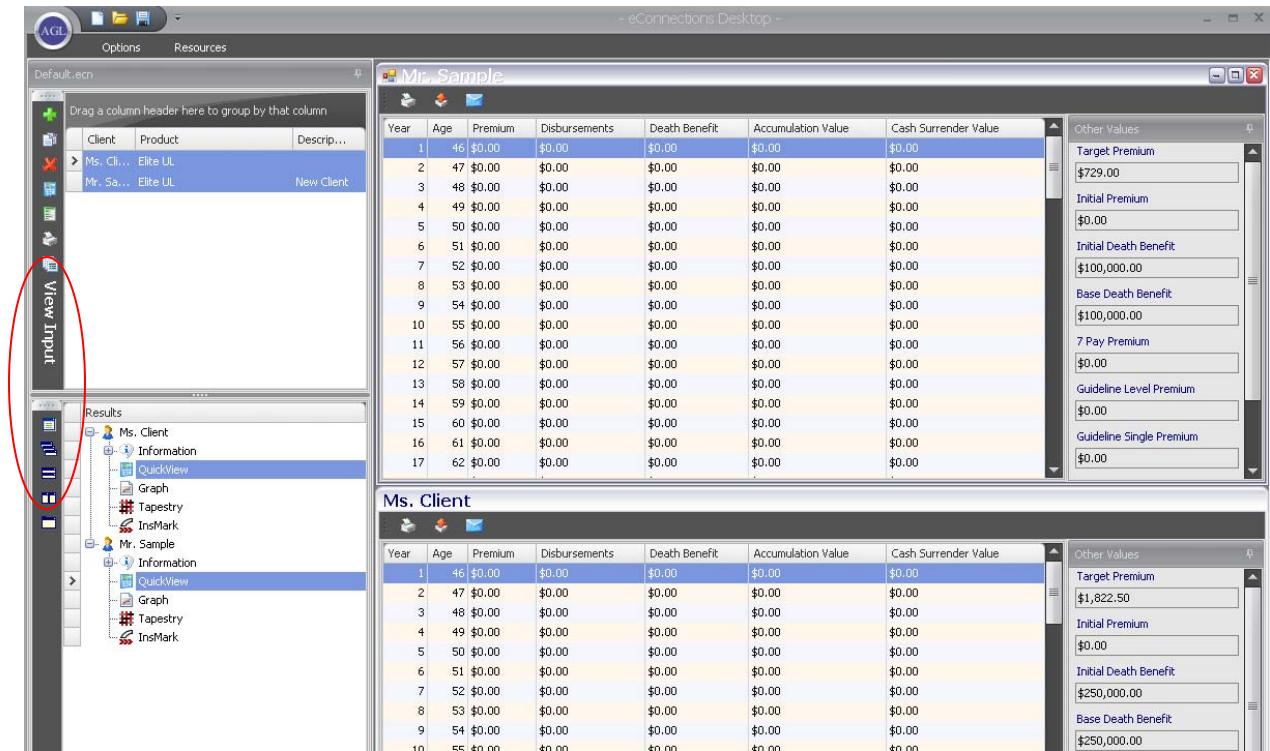 AGL
- eConnections Desktop -
Options Resources
Default.ecn
Drag a column header here to group by that column
Client Product Descrip...
Ms. Cli... Elite UL
Mr. Sa... Elite UL New Client
View Input
Results
Ms. Client
Information
QuickView
Graph
Tapestry
InsMark
Mr. Sample
Information
QuickView
Graph
Tapestry
InsMark
Mr. Sample
Year Age Premium Disbursements Death Benefit Accumulation Value Cash Surrender Value
1 46 $0.00 $0.00 $0.00 $0.00 $0.00
2 47 $0.00 $0.00 $0.00 $0.00 $0.00
3 48 $0.00 $0.00 $0.00 $0.00 $0.00
4 49 $0.00 $0.00 $0.00 $0.00 $0.00
5 50 $0.00 $0.00 $0.00 $0.00 $0.00
6 51 $0.00 $0.00 $0.00 $0.00 $0.00
7 52 $0.00 $0.00 $0.00 $0.00 $0.00
8 53 $0.00 $0.00 $0.00 $0.00 $0.00
9 54 $0.00 $0.00 $0.00 $0.00 $0.00
10 55 $0.00 $0.00 $0.00 $0.00 $0.00
11 56 $0.00 $0.00 $0.00 $0.00 $0.00
12 57 $0.00 $0.00 $0.00 $0.00 $0.00
13 58 $0.00 $0.00 $0.00 $0.00 $0.00
14 59 $0.00 $0.00 $0.00 $0.00 $0.00
15 60 $0.00 $0.00 $0.00 $0.00 $0.00
16 61 $0.00 $0.00 $0.00 $0.00 $0.00
17 62 $0.00 $0.00 $0.00 $0.00 $0.00
Other Values
Target Premium
$729.00
Initial Premium
$0.00
Initial Death Benefit
$100,000.00
Base Death Benefit
$100,000.00
7 Pay Premium
$0.00
Guideline Level Premium
$0.00
Guideline Single Premium
$0.00
Ms. Client
Year Age Premium Disbursements Death Benefit Accumulation Value Cash Surrender Value
1 46 $0.00 $0.00 $0.00 $0.00 $0.00
2 47 $0.00 $0.00 $0.00 $0.00 $0.00
3 48 $0.00 $0.00 $0.00 $0.00 $0.00
4 49 $0.00 $0.00 $0.00 $0.00 $0.00
5 50 $0.00 $0.00 $0.00 $0.00 $0.00
6 51 $0.00 $0.00 $0.00 $0.00 $0.00
7 52 $0.00 $0.00 $0.00 $0.00 $0.00
8 53 $0.00 $0.00 $0.00 $0.00 $0.00
9 54 $0.00 $0.00 $0.00 $0.00 $0.00
10 55 $0.00 $0.00 $0.00 $0.00 $0.00
Other Values
Target Premium
$1,822.50
Initial Premium
$0.00
Initial Death Benefit
$250,000.00
Base Death Benefit
$250,000.00